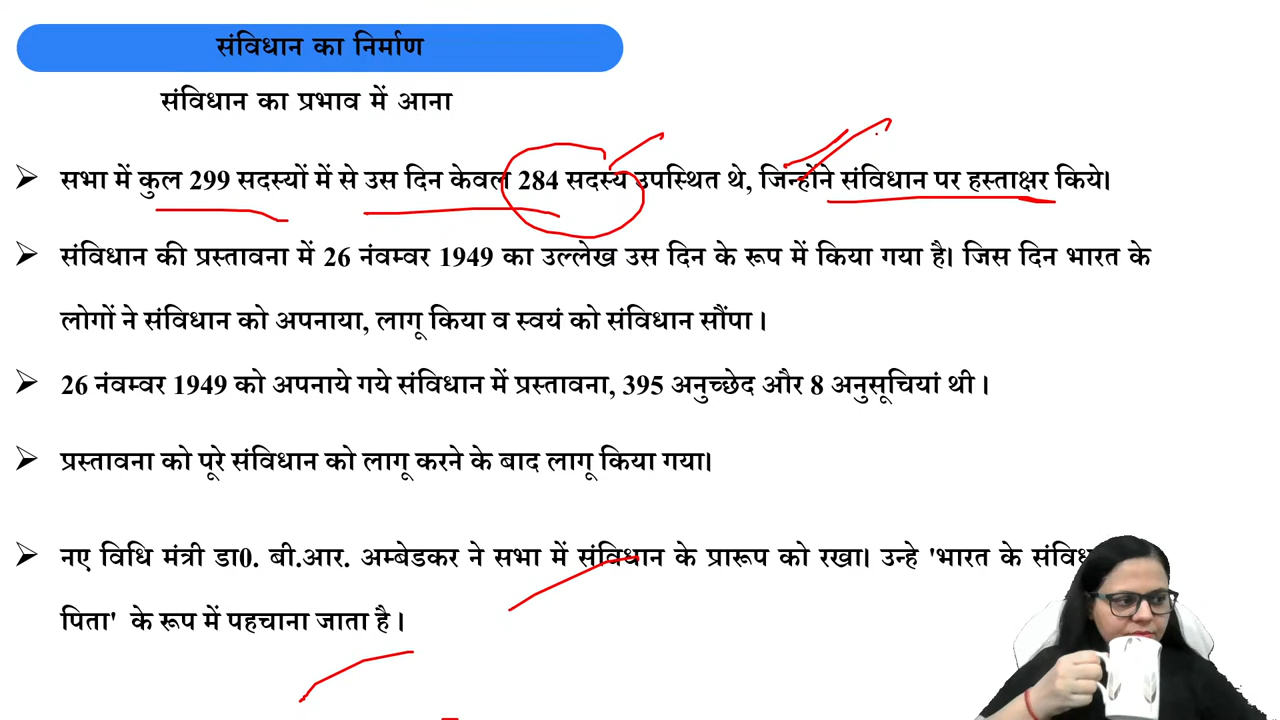 संविधान का निर्माण
संविधान का प्रभाव में आना
➢ सभा में कुल 299 सदस्यों में से उस दिन केवल 284 सदस्य उपस्थित थे, जिन्होंने संविधान पर हस्ताक्षर किये।
➢ संविधान की प्रस्तावना में 26 नंवम्वर 1949 का उल्लेख उस दिन के रूप में किया गया है। जिस दिन भारत के
लोगों ने संविधान को अपनाया, लागू किया व स्वयं को संविधान सौंपा ।
➢ 26 नंवम्वर 1949 को अपनाये गये संविधान में प्रस्तावना, 395 अनुच्छेद और 8 अनुसूचियां थी ।
➢ प्रस्तावना को पूरे संविधान को लागू करने के बाद लागू किया गया।
➢ नए विधि मंत्री डा0. बी.आर. अम्बेडकर ने सभा में संविधान के प्रारूप को रखा। उन्हे 'भारत के
पिता' के रूप में पहचाना जाता है ।